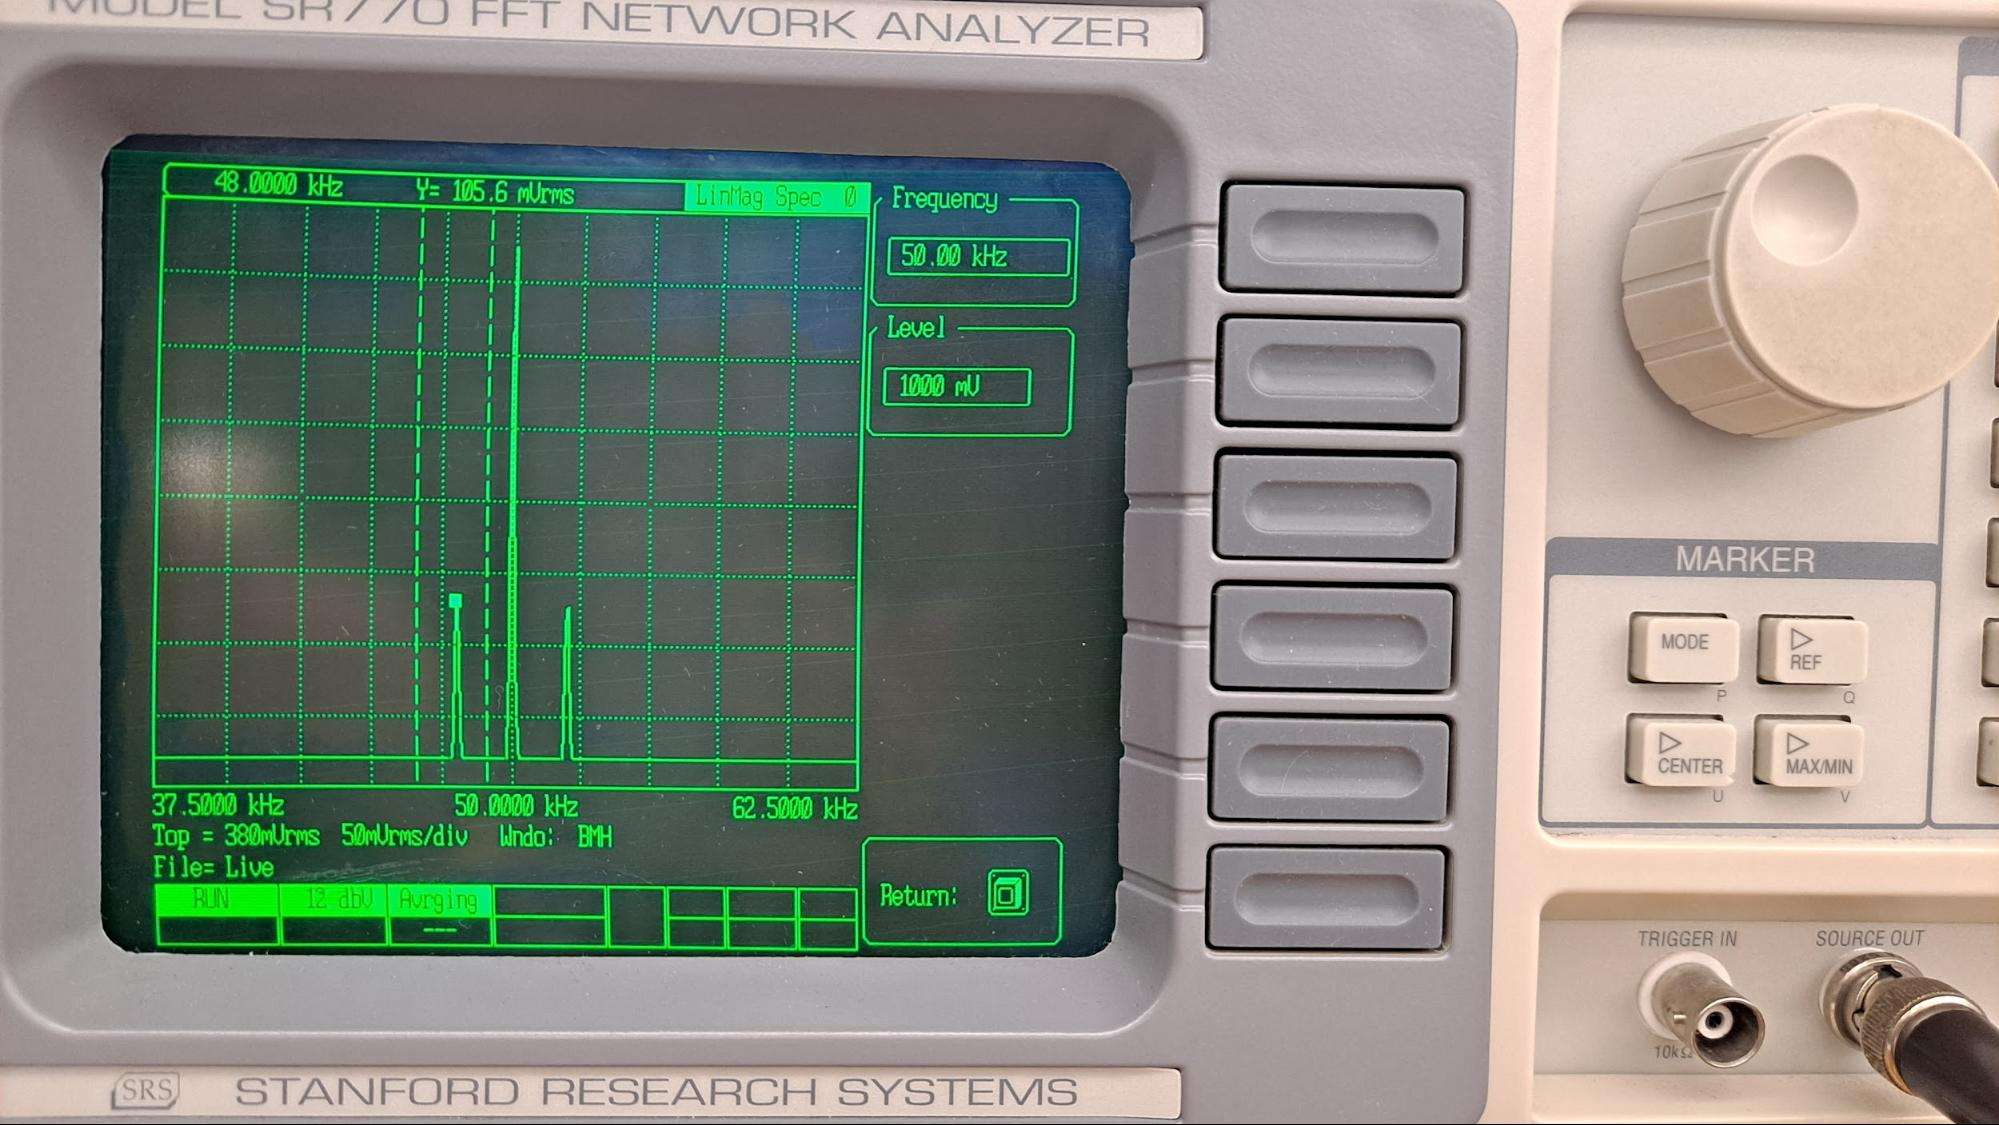 MODEL SR770 FFT NETWORK ANALYZER
48.0000 kHz Y= 105.6 mVrms LinMag Spec 0
Frequency
50.00 kHz
Level
1000 mV
37.5000 kHz 50.0000 kHz 62.5000 kHz
Top = 380mVrms 50mVrms/div Wndo: BMH
File= Live
RUN 12 dbV Avrging
---
Return:
MARKER
MODE
REF
P Q
CENTER
MAX/MIN
U V
TRIGGER IN SOURCE OUT
10kΩ
SRS STANFORD RESEARCH SYSTEMS